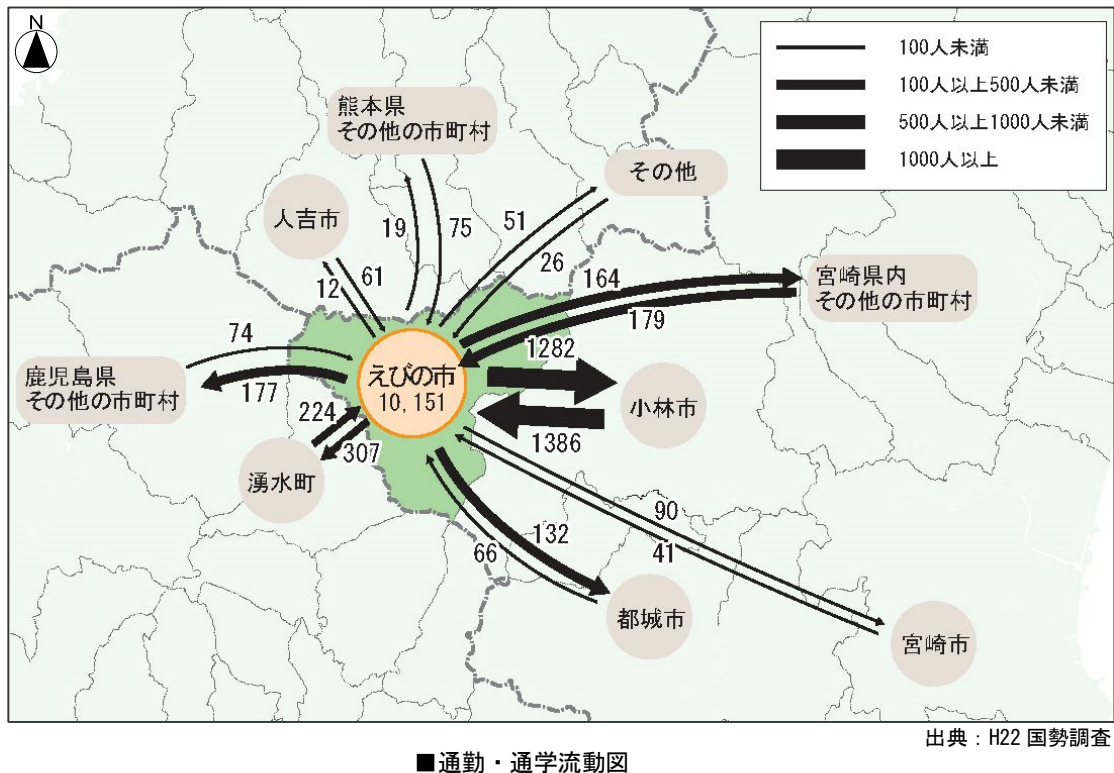 N
100人未満
100人以上500人未満
500人以上1000人未満
1000人以上
熊本県
その他の市町村
その他
人吉市
19
75
51
26
12
61
164
179
宮崎県内
その他の市町村
74
177
鹿児島県
その他の市町村
えびの市
10,151
1282
1386
小林市
224
307
湧水町
132
66
90
41
都城市
宮崎市
出典：H22 国勢調査
■通勤・通学流動図